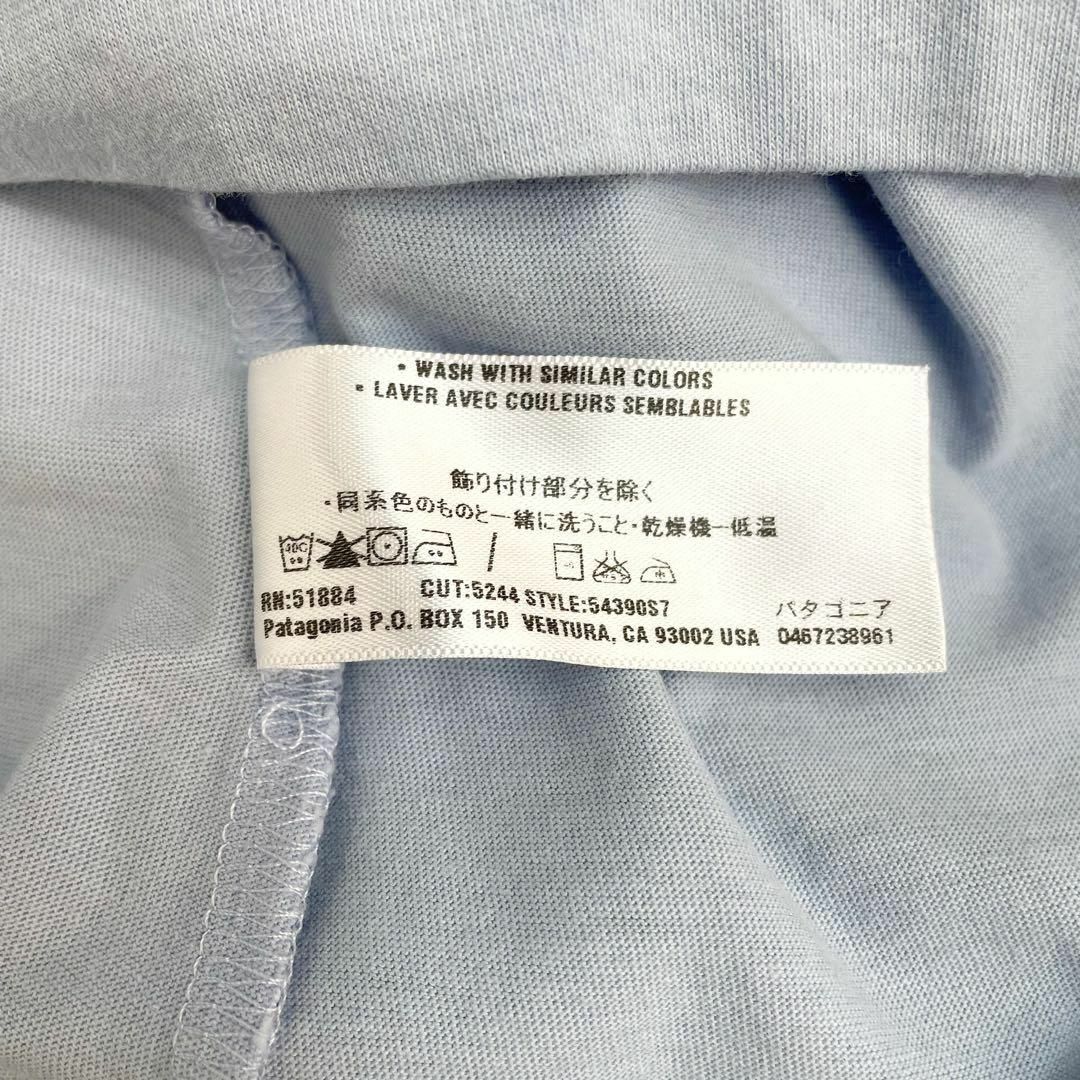 • WASH WITH SIMILAR COLORS
• LAVER AVEC COULEURS SEMBLABLES
飾り付け部分を除く
・同系色のものと一緒に洗うこと・乾燥機一低温
40C
RN:51884 CUT:5244 STYLE:54390S7 パタゴニア
Patagonia P.O. BOX 150 VENTURA, CA 93002 USA 0467238961